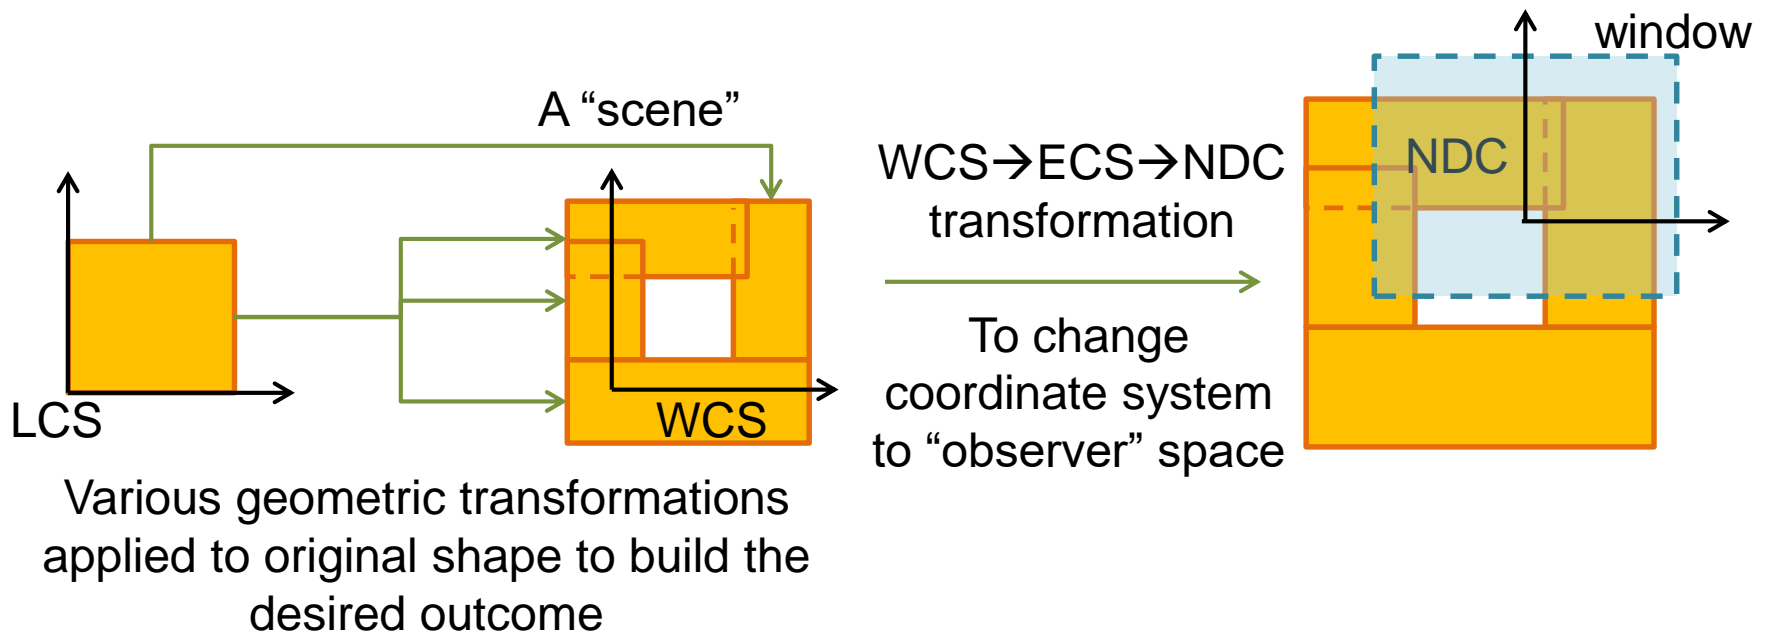 A “scene”
LCS
WCS
Various geometric transformations
applied to original shape to build the
desired outcome
WCS→ECS→NDC
transformation
To change
coordinate system
to “observer” space
window
NDC